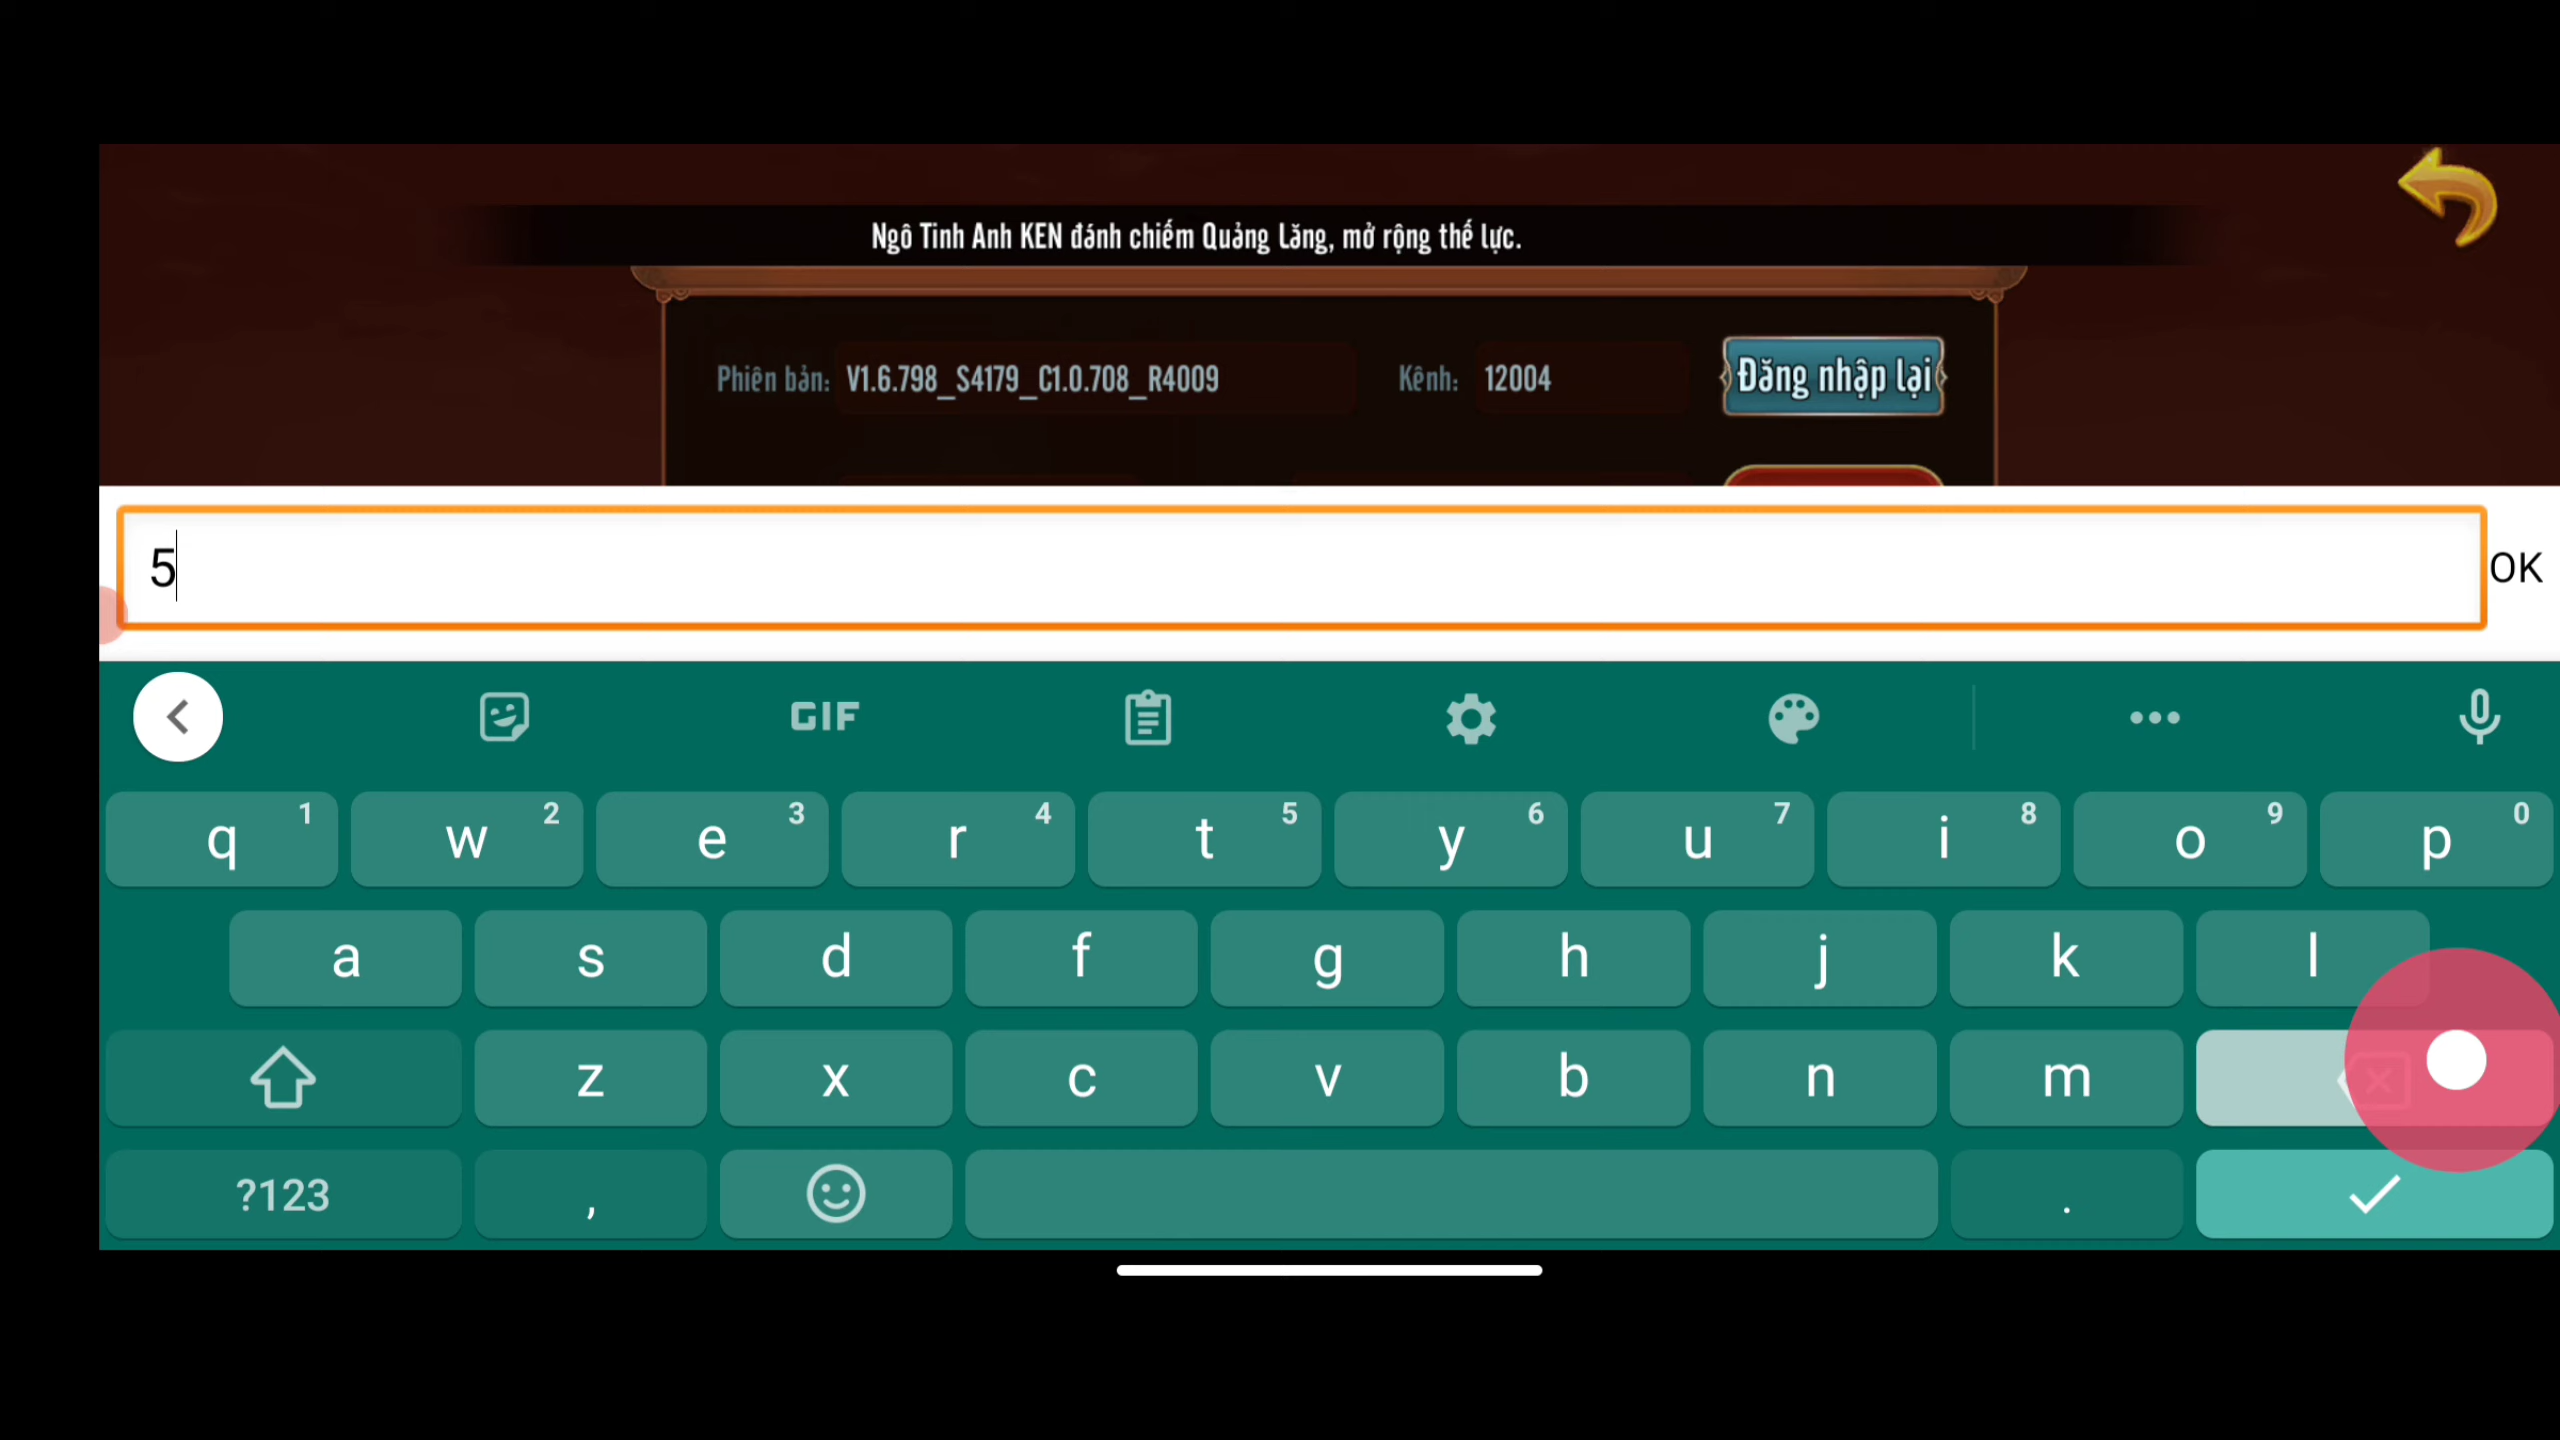 Ngô Tinh Anh KEN đánh chiếm Quảng Lăng, mở rộng thế lực.
Phiên bản: V1.6.798_S4179_C1.0.708_R4009 Kênh: 12004 Đăng nhập lại
5 OK
GIF
q 1 w 2 e 3 r 4 t 5 y 6 u 7 i 8 o 9 p 0
a s d f g h j k l
z x c v b n m
?123 , .